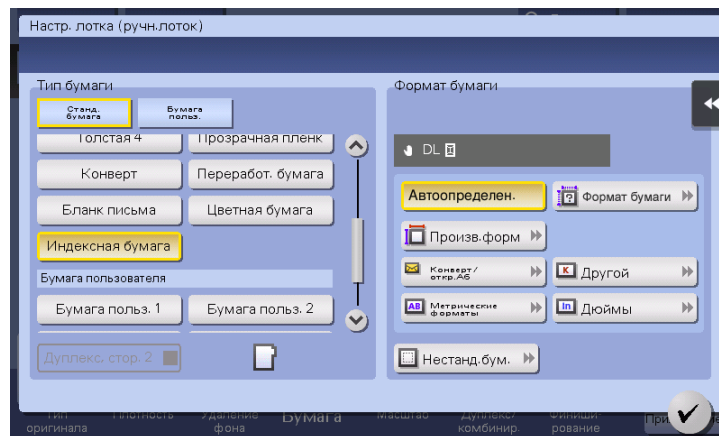 Настр. лотка (ручн.лоток)
Тип бумаги
Формат бумаги
Станд.
бумага
Бумага
польз.
Толстая 4
Прозрачная пленк
DL
Конверт
Переработ. бумага
Автоопределен.
Формат бумаги
Бланк письма
Цветная бумага
Произв.форм
Индексная бумага
Конверт/
откр.A6
K
Другой
Бумага пользователя
AB
Метрические
форматы
In
Дюймы
Бумага польз. 1
Бумага польз. 2
Дуплекс. стор. 2
Нестанд.бум.
Тип
оригинала
Плотность
Удаление
фона
Бумага
Масштаб
Дуплекс/
комбинир.
Финиши-
рование